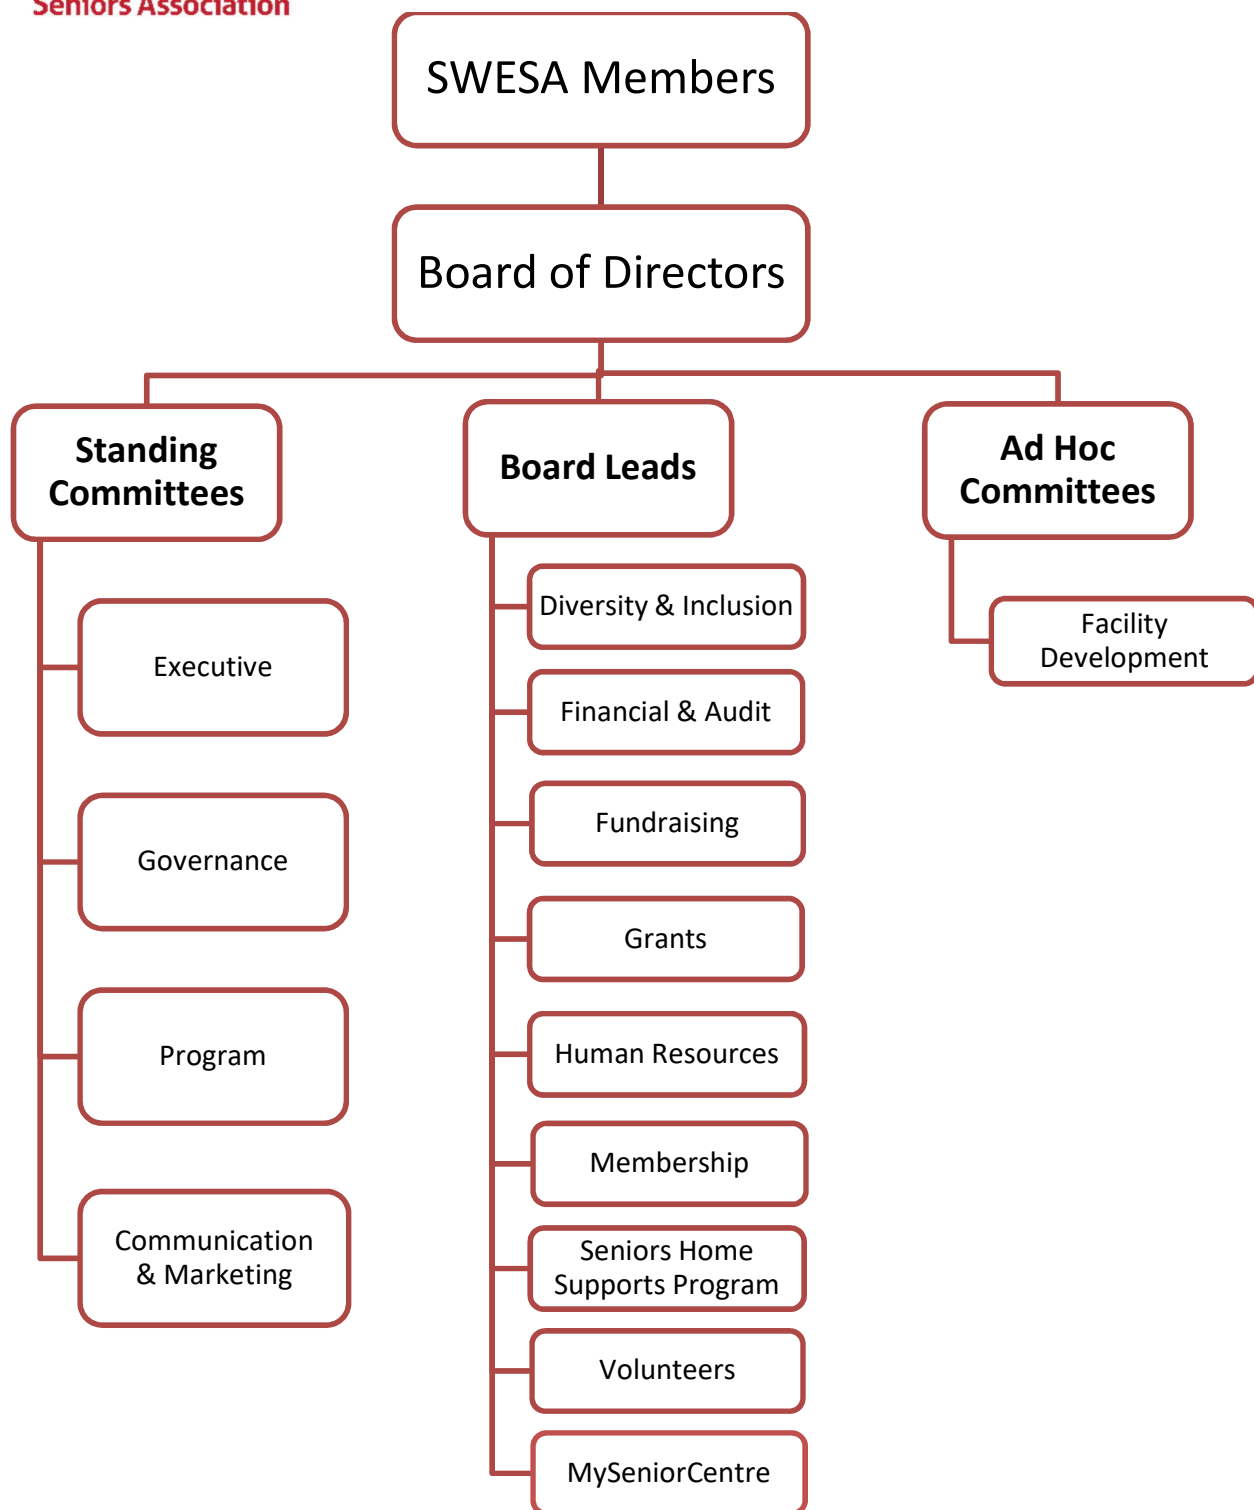 Seniors Association
SWESA Members
Board of Directors
Standing
Committees
Executive
Governance
Program
Communication
& Marketing
Board Leads
Diversity & Inclusion
Financial & Audit
Fundraising
Grants
Human Resources
Membership
Seniors Home
Supports Program
Volunteers
MySeniorCentre
Ad Hoc
Committees
Facility
Development